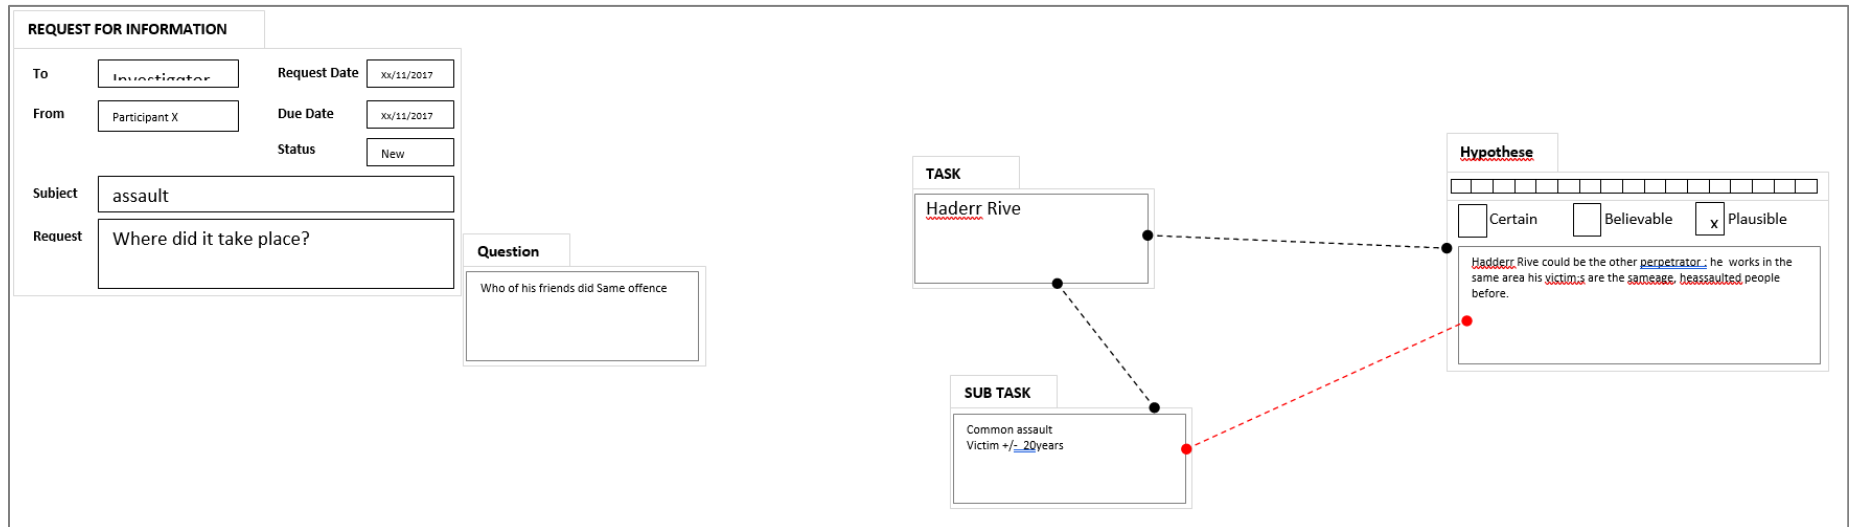 REQUEST FOR INFORMATION
To
Investigator
Request Date
Xx/11/2017
From
Participant X
Due Date
Xx/11/2017
Status
New
Subject
assault
Request
Where did it take place?
Question
Who of his friends did Same offence
TASK
Haderr Rive
SUB TASK
Common assault
Victim +/-  20years
Hypothese
Certain
Believable
x Plausible
Hadderr Rive could be the other perpetrator ; he  works in the
same area his victim;s are the sameage, heassaulted people
before.